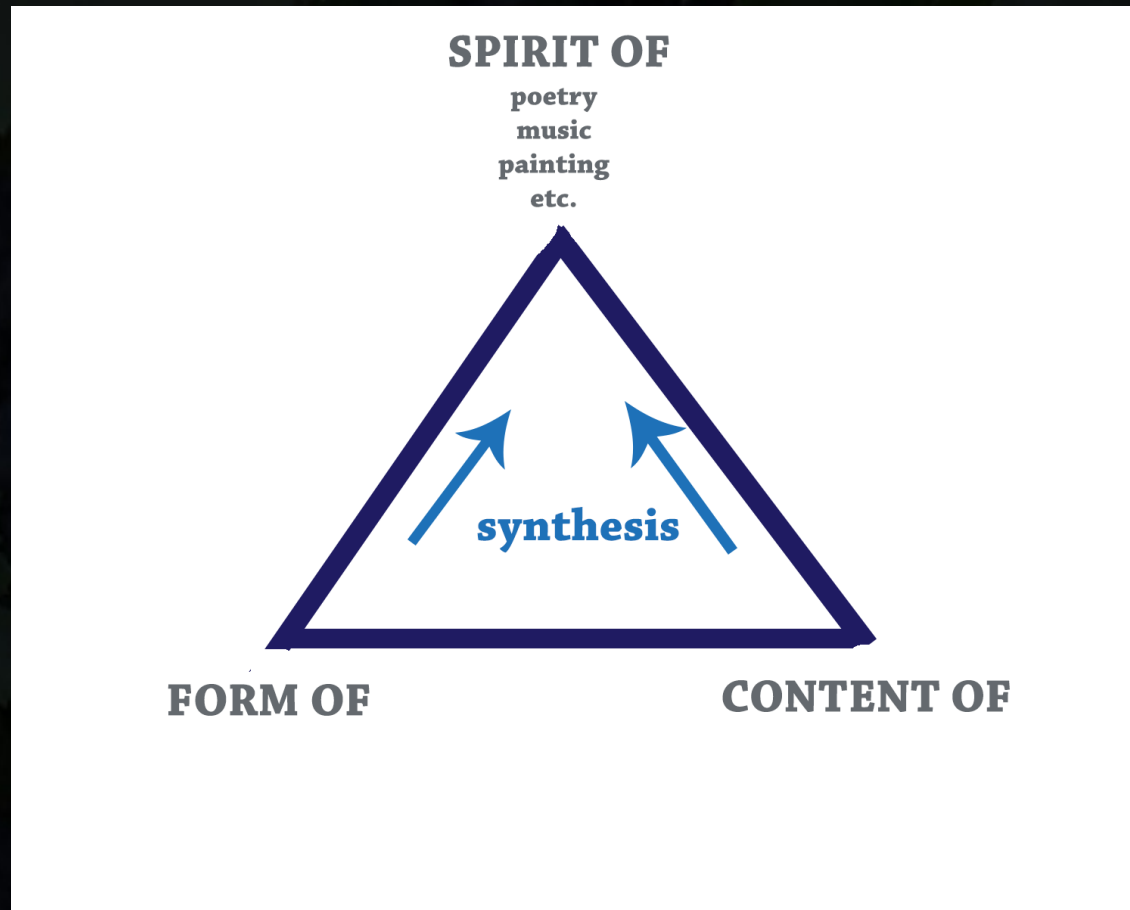 SPIRIT OF
poetry
music
painting
etc.
synthesis
FORM OF
CONTENT OF